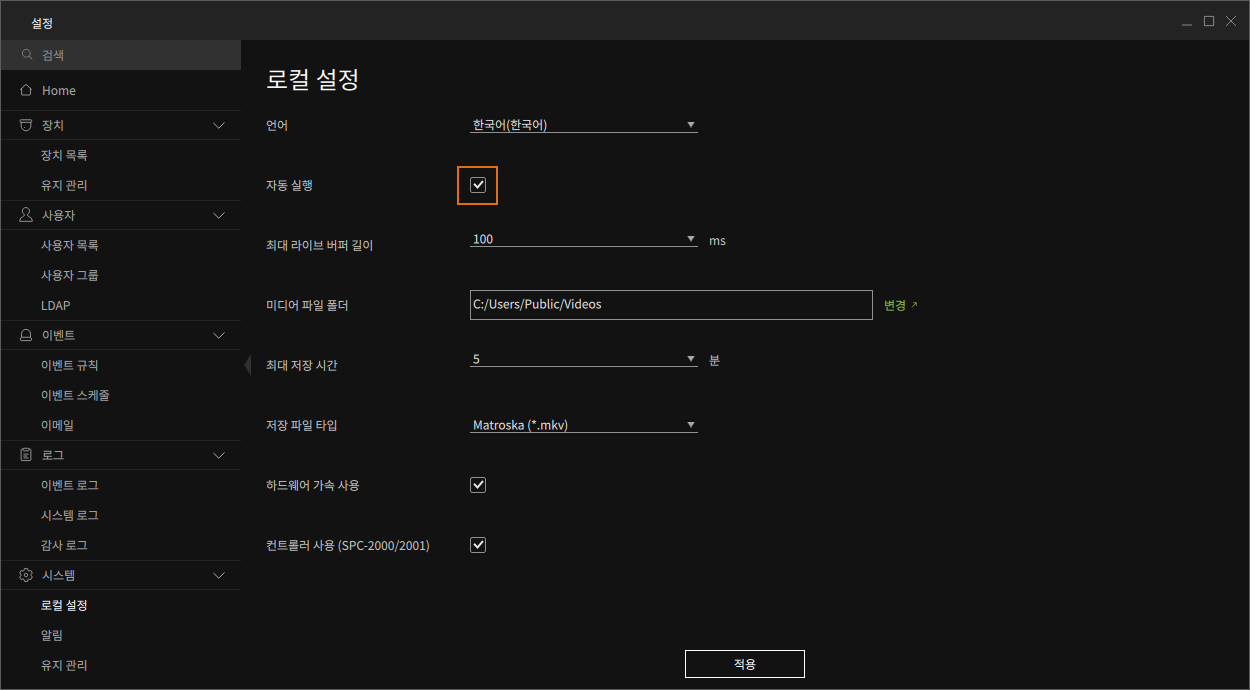 설정
검색
Home
장치
장치 목록
유지 관리
사용자
사용자 목록
사용자 그룹
LDAP
이벤트
이벤트 규칙
이벤트 스케줄
이메일
로그
이벤트 로그
시스템 로그
감사 로그
시스템
로컬 설정
알림
유지 관리
로컬 설정
언어 한국어(한국어)
자동 실행
최대 라이브 버퍼 길이 100 ms
미디어 파일 폴더 C:/Users/Public/Videos 변경
최대 저장 시간 5 분
저장 파일 타입 Matroska (*.mkv)
하드웨어 가속 사용
컨트롤러 사용 (SPC-2000/2001)
적용